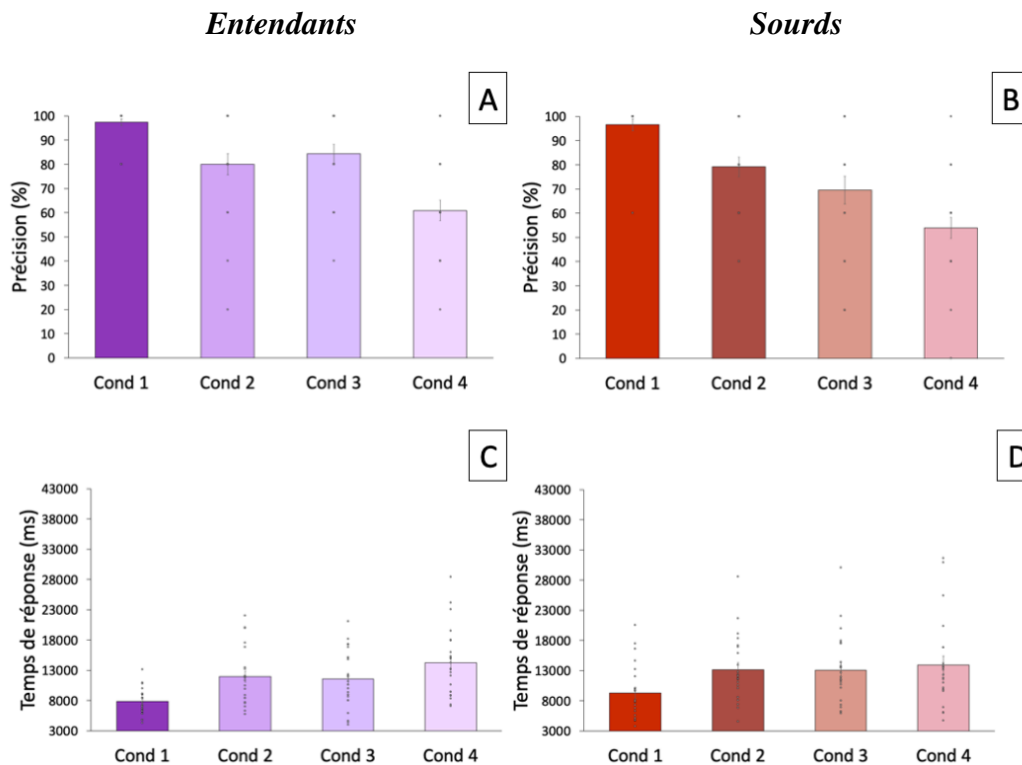 Entendants
Sourds
A
Précision (%)
100
90
80
70
60
50
40
30
20
10
0
Cond 1 Cond 2 Cond 3 Cond 4
B
Précision (%)
100
90
80
70
60
50
40
30
20
10
0
Cond 1 Cond 2 Cond 3 Cond 4
C
Temps de réponse (ms)
43000
38000
33000
28000
23000
18000
13000
8000
3000
Cond 1 Cond 2 Cond 3 Cond 4
D
Temps de réponse (ms)
43000
38000
33000
28000
23000
18000
13000
8000
3000
Cond 1 Cond 2 Cond 3 Cond 4